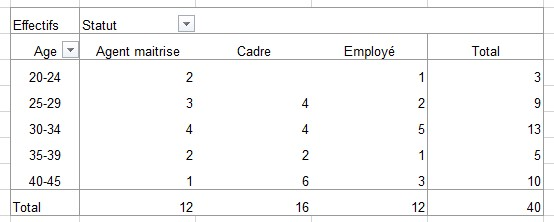 Effectifs Statut
Age Agent maitrise Cadre Employé Total
20-24 2 1 3
25-29 3 4 2 9
30-34 4 4 5 13
35-39 2 2 1 5
40-45 1 6 3 10
Total 12 16 12 40